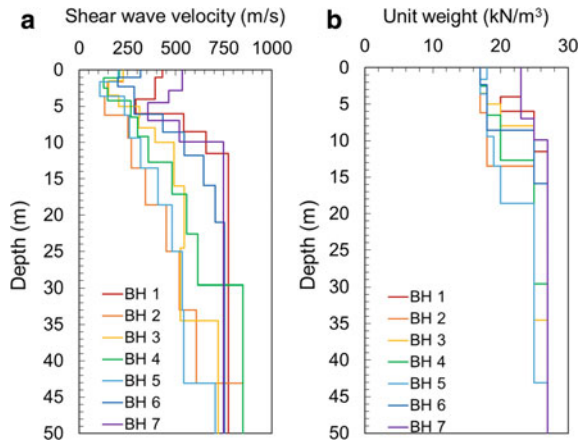 a
Shear wave velocity (m/s)
0 250 500 750 1000
0
5
10
15
20
25
30
35
40
45
50
Depth (m)
BH 1
BH 2
BH 3
BH 4
BH 5
BH 6
BH 7
b
Unit weight (kN/m³)
0 10 20 30
0
5
10
15
20
25
30
35
40
45
50
Depth (m)
BH 1
BH 2
BH 3
BH 4
BH 5
BH 6
BH 7